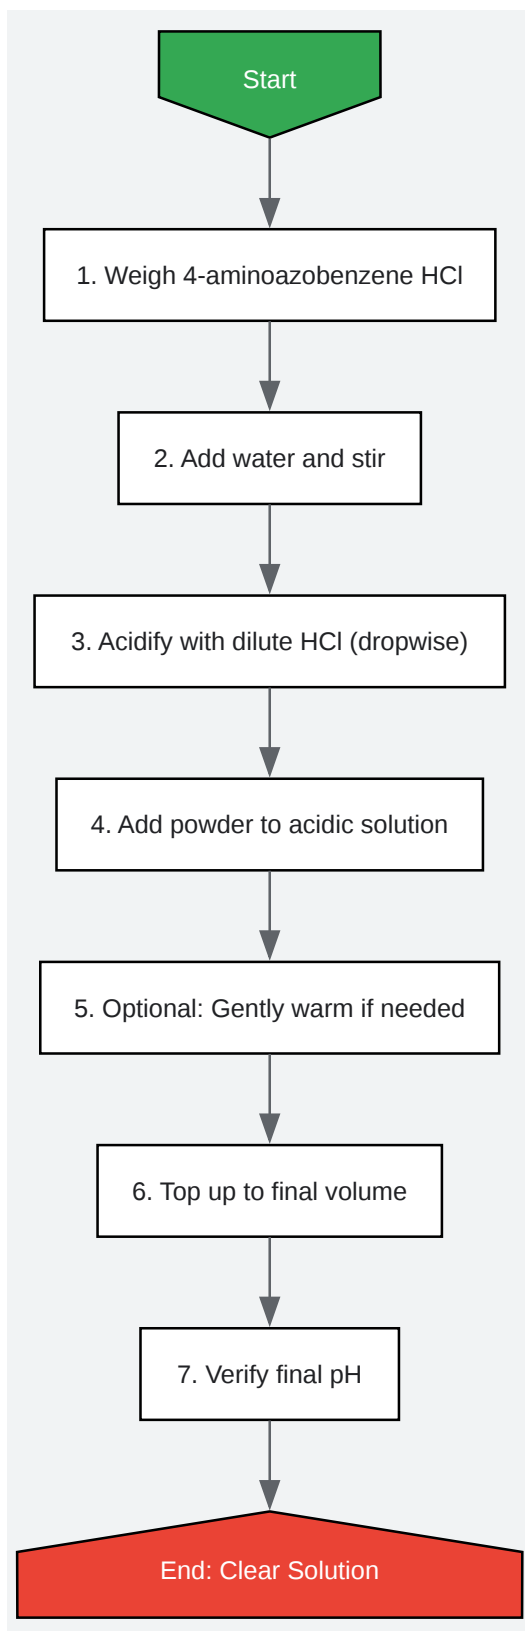 Start
1. Weigh 4-aminoazobenzene HCl
2. Add water and stir
3. Acidify with dilute HCl (dropwise)
4. Add powder to acidic solution
5. Optional: Gently warm if needed
6. Top up to final volume
7. Verify final pH
End: Clear Solution